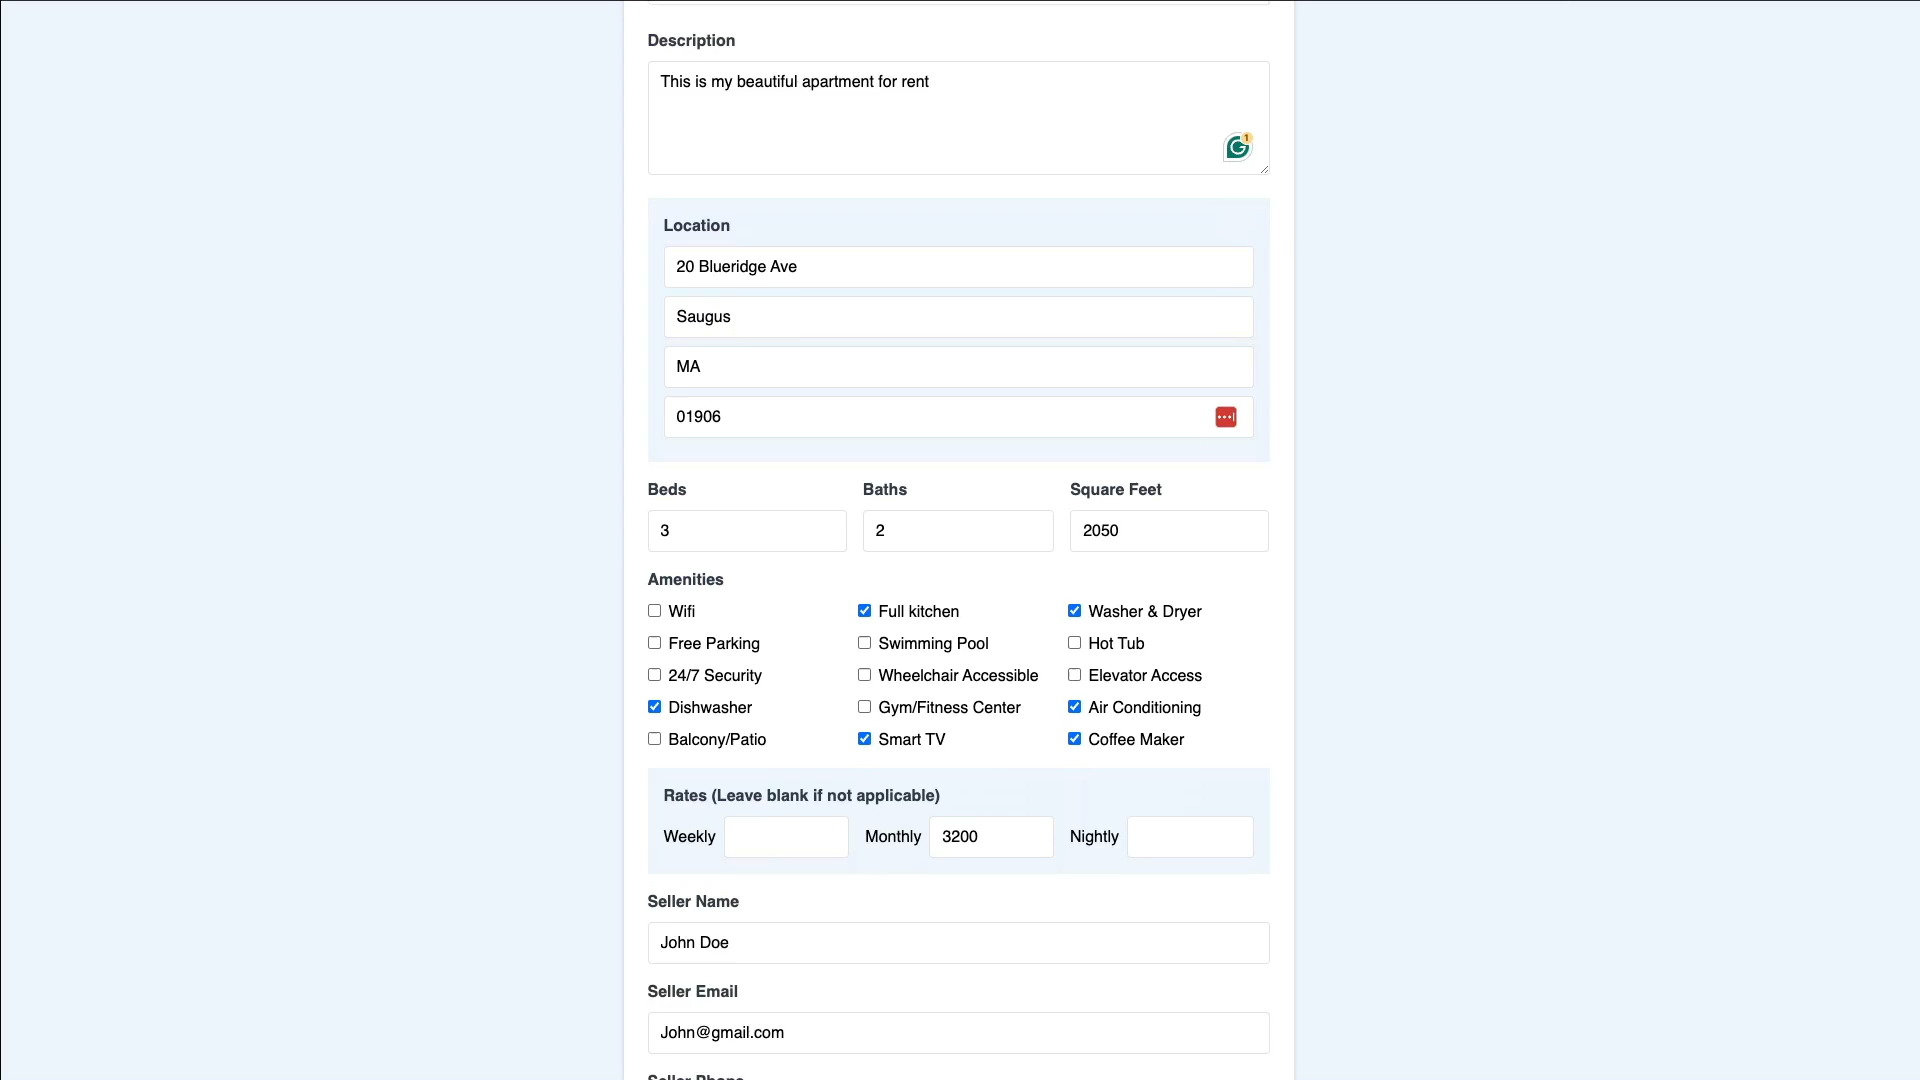 Description
This is my beautiful apartment for rent
1
Location
20 Blueridge Ave
Saugus
MA
01906
Beds Baths Square Feet
3 2 2050
Amenities
Wifi Full kitchen Washer & Dryer
Free Parking Swimming Pool Hot Tub
24/7 Security Wheelchair Accessible Elevator Access
Dishwasher Gym/Fitness Center Air Conditioning
Balcony/Patio Smart TV Coffee Maker
Rates (Leave blank if not applicable)
Weekly Monthly 3200 Nightly
Seller Name
John Doe
Seller Email
John@gmail.com
Seller Phone